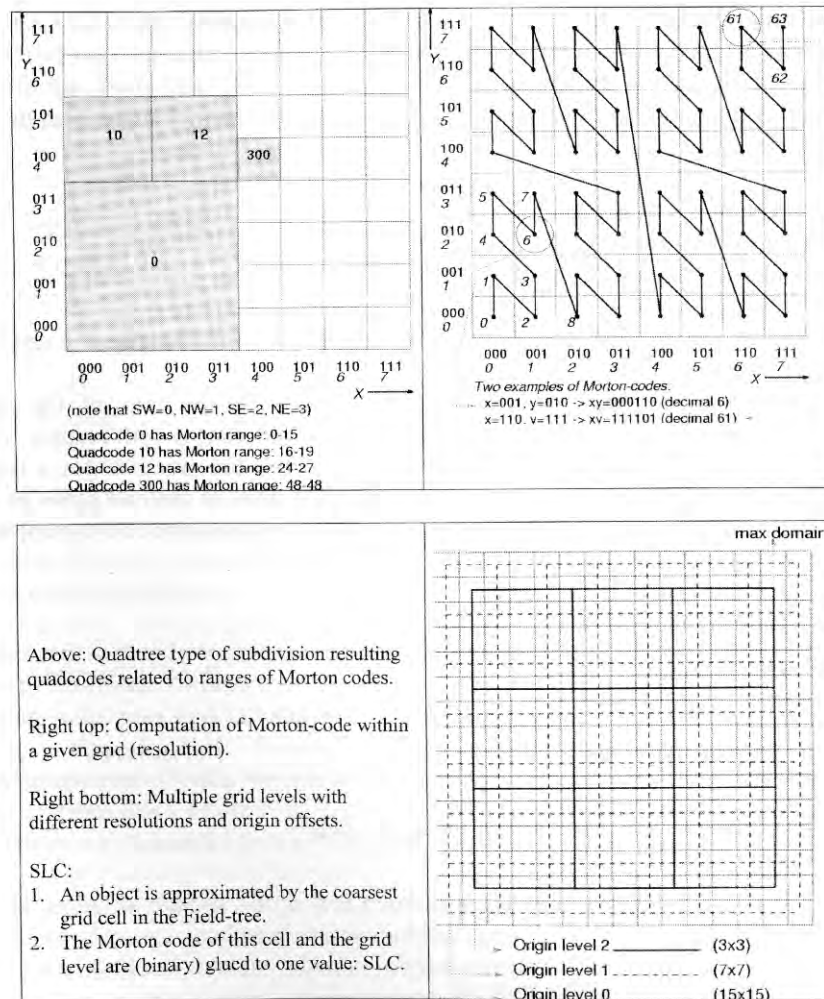 111
7
Y
110
6
101
5
100
4
011
3
010
2
001
1
000
0
10
12
300
0
000 001 010 011 100 101 110 111
0 1 2 3 4 5 6 7
X
(note that SW=0, NW=1, SE=2, NE=3)
Quadcode 0 has Morton range: 0-15
Quadcode 10 has Morton range: 16-19
Quadcode 12 has Morton range: 24-27
Quadcode 300 has Morton range: 48-48
111
7
Y
110
6
101
5
100
4
011
3
010
2
001
1
000
0
61 63
62
5 7
4 6
1 3
0 2 8
000 001 010 011 100 101 110 111
0 1 2 3 4 5 6 7
X
Two examples of Morton-codes.
x=001, y=010 -> xy=000110 (decimal 6)
x=110, y=111 -> xy=111101 (decimal 61)
Above: Quadtree type of subdivision resulting
quadcodes related to ranges of Morton codes.
Right top: Computation of Morton-code within
a given grid (resolution).
Right bottom: Multiple grid levels with
different resolutions and origin offsets.
SLC:
1. An object is approximated by the coarsest
grid cell in the Field-tree.
2. The Morton code of this cell and the grid
level are (binary) glued to one value: SLC.
max domain
Origin level 2 (3x3)
Origin level 1 (7x7)
Origin level 0 (15x15)